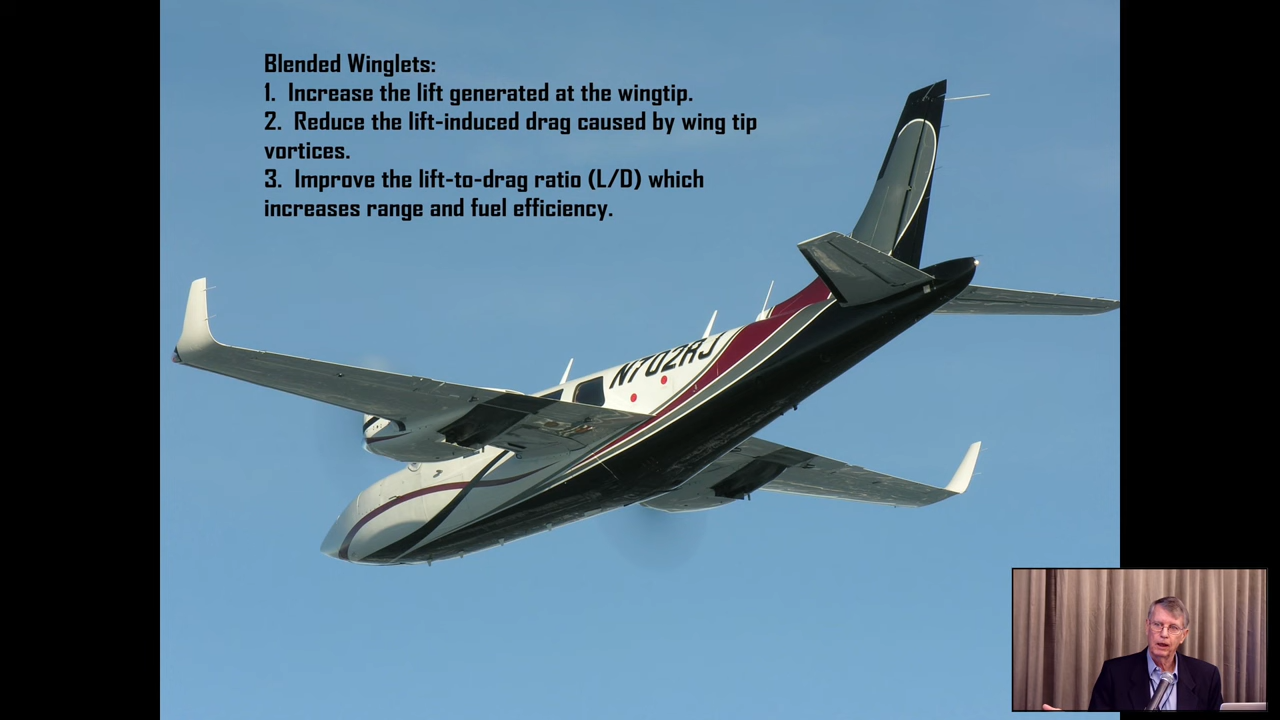 Blended Winglets:
1. Increase the lift generated at the wingtip.
2. Reduce the lift-induced drag caused by wing tip
vortices.
3. Improve the lift-to-drag ratio (L/D) which
increases range and fuel efficiency.
N702AJ